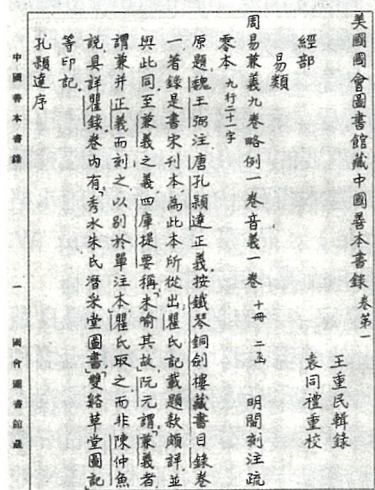 美國國會圖書館藏中國善本書錄 卷第一
王重民輯錄
袁同禮重校
經部
易類
周易兼義九卷略例一卷音義一卷 十冊 二函 明閩刻注疏
零本 九行二十一字
原題魏王弼注唐孔穎達正義按鐵琴銅劍樓藏書目錄卷
一著錄是書宋刊本為此本所從出瞿氏記載題款頗詳並
與此同至兼義之義四庫提要稱未喻其故阮元謂兼義者
謂兼并正義而刻之以別於單注本瞿氏取之而非陳仲魚
說具詳瞿錄卷內有秀水朱氏潛采堂圖書雙谿草堂圖記
等印記
孔穎達序
中國善本書錄 一 國會圖書館藏